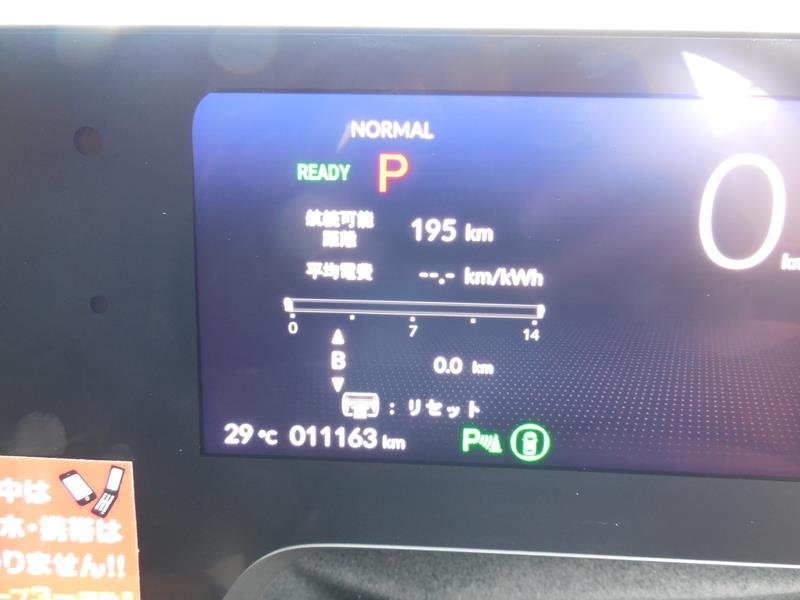 NORMAL
READY P
航続可能
距離 195 km
0
km
平均電費 --.- km/kWh
0 7 14
B 0.0 km
: リセット
29℃ 011163 km
P
中は
・携帯は
りません!!